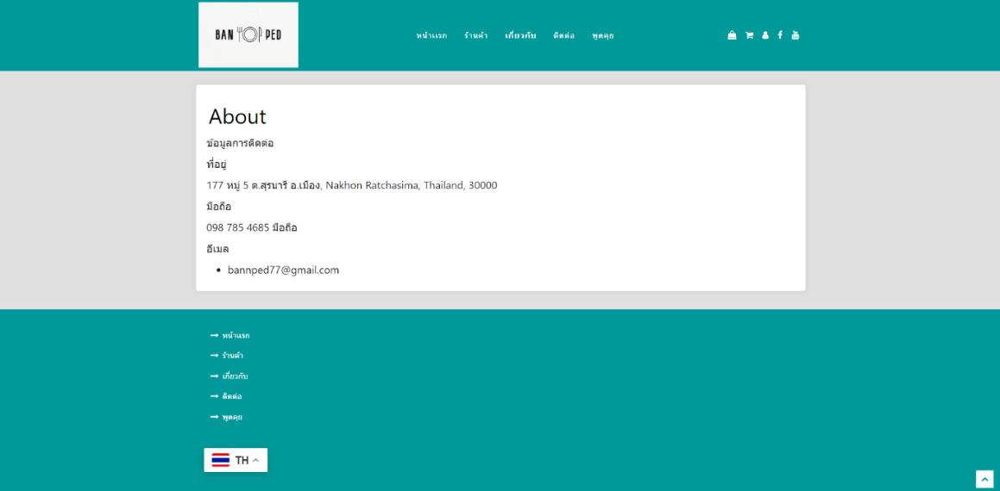 BAN PED
หน้าแรก ร้านค้า เกี่ยวกับ ติดต่อ พูดคุย
About
ข้อมูลการติดต่อ
ที่อยู่
177 หมู่ 5 ต.สุรนารี อ.เมือง, Nakhon Ratchasima, Thailand, 30000
มือถือ
098 785 4685 มือถือ
อีเมล
• bannped77@gmail.com
หน้าแรก
ร้านค้า
เกี่ยวกับ
ติดต่อ
พูดคุย
TH